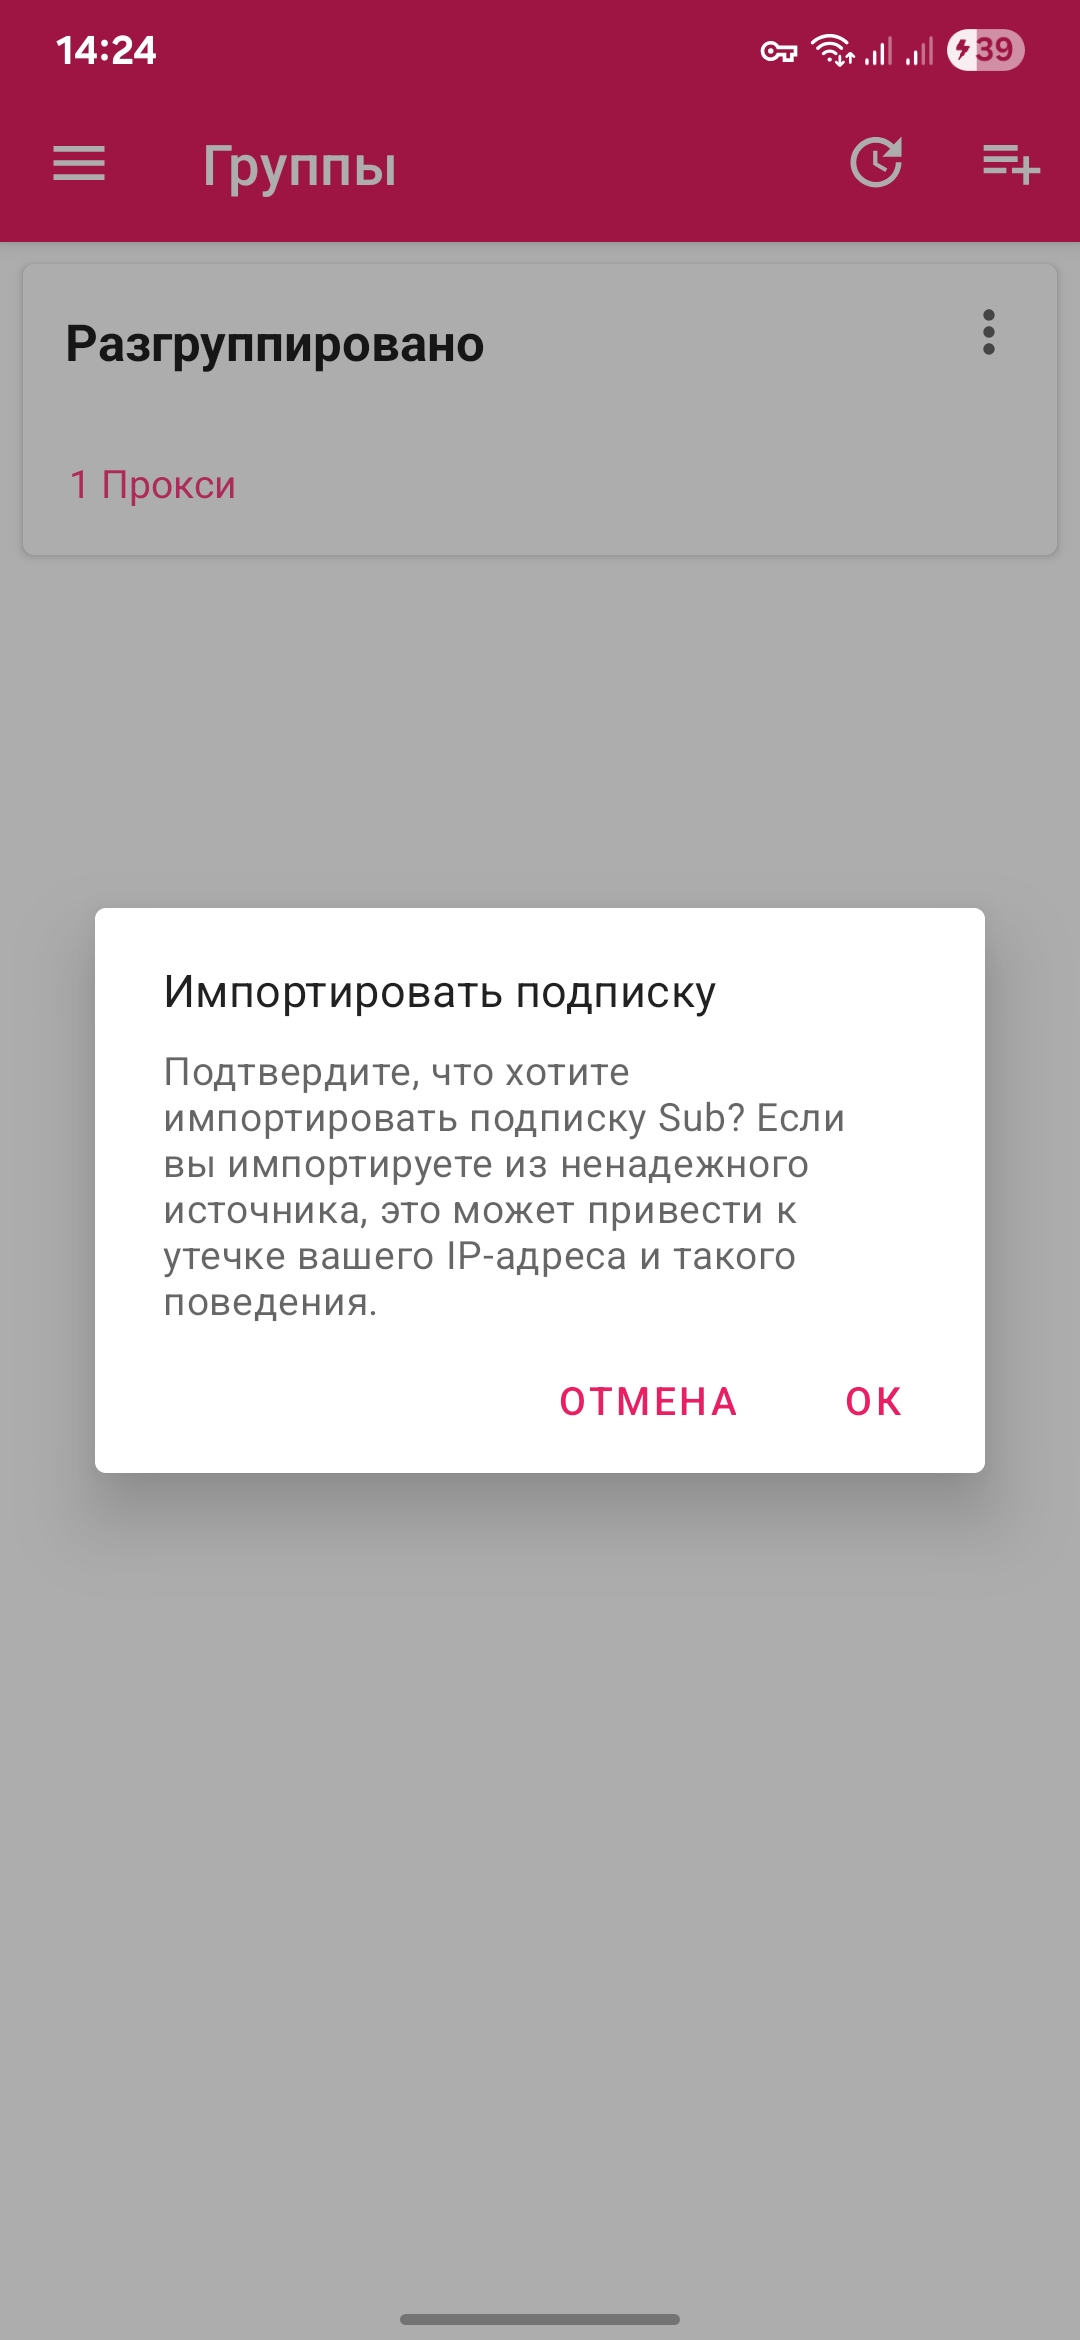 14:24
39
Группы
Разгруппировано
1 Прокси
Импортировать подписку
Подтвердите, что хотите
импортировать подписку Sub? Если
вы импортируете из ненадежного
источника, это может привести к
утечке вашего IP-адреса и такого
поведения.
ОТМЕНА
ОК